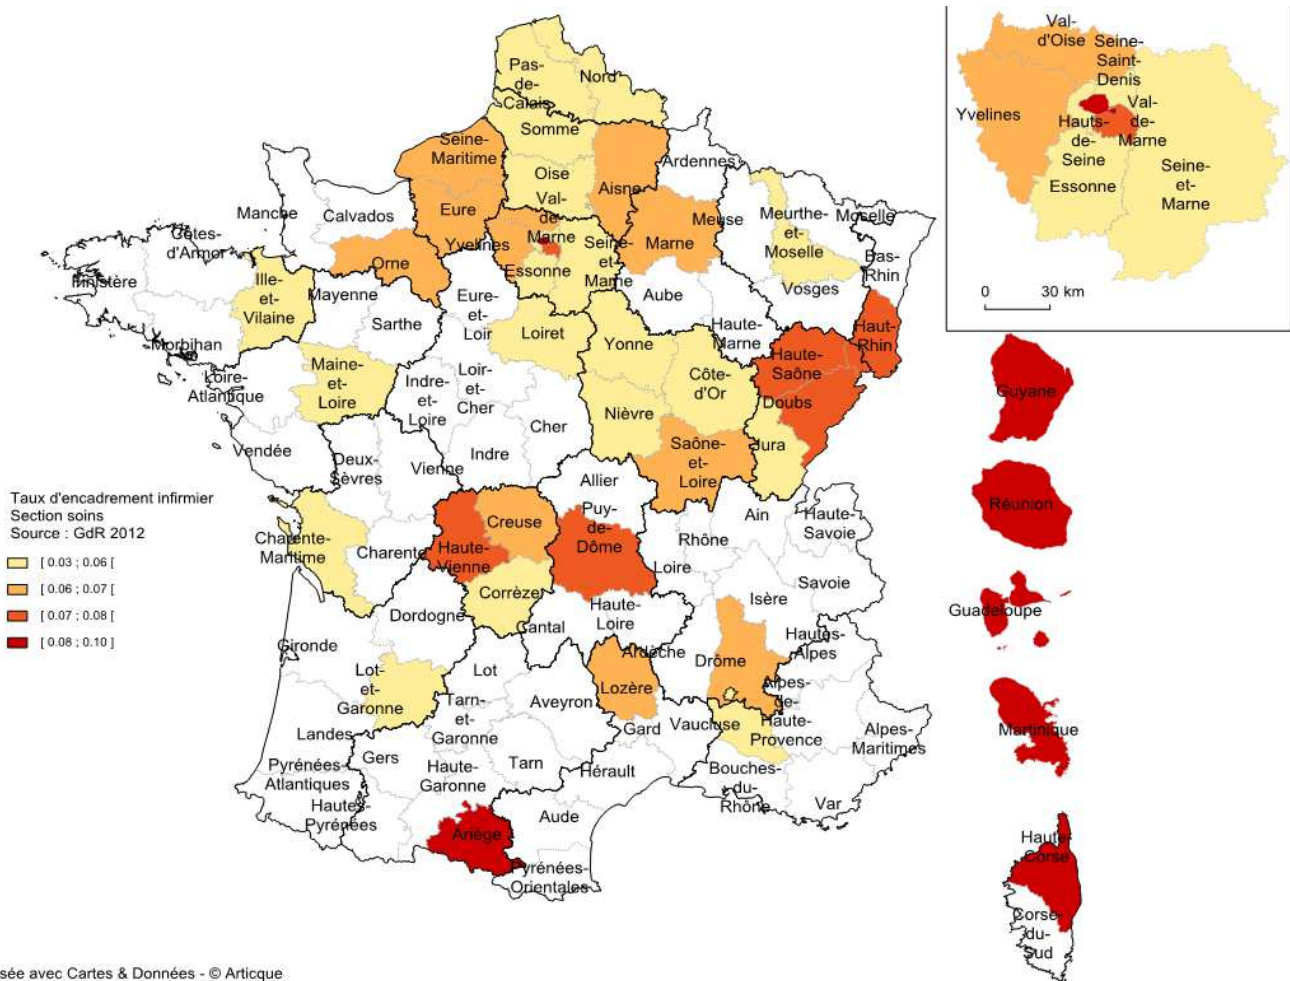 Pas-
de-
Calais
Nord
Somme
Seine-
Maritime
Oise
Aisne
Ardennes
Eure
Val-
de-
Marne
Manche
Calvados
Meuse
Meurthe-
et-
Moselle
Moselle
Bas-
Rhin
Côtes-
d'Armor
Finistère
Orne
Yvelines
Essonne
Seine-
et-
Marne
Marne
Ille-
et-
Vilaine
Mayenne
Eure-
et-
Loir
Aube
Vosges
Morbihan
Sarthe
Loiret
Yonne
Haute-
Marne
Haut-
Rhin
Haute-
Saône
Loire-
Atlantique
Maine-
et-
Loire
Indre-
et-
Loire
Loir-
et-
Cher
Côte-
d'Or
Doubs
Nièvre
Cher
Vendée
Deux-
Sèvres
Vienne
Indre
Saône-
et-
Loire
Jura
Allier
Puy-
de-
Dôme
Creuse
Haute-
Vienne
Ain
Haute-
Savoie
Rhône
Charente-
Maritime
Charente
Corrèze
Loire
Savoie
Isère
Dordogne
Cantal
Haute-
Loire
Gironde
Ardèche
Drôme
Hautes-
Alpes
Lot-
et-
Garonne
Lot
Lozère
Aveyron
Alpes-
de-
Haute-
Provence
Tarn-
et-
Garonne
Gard
Vaucluse
Alpes-
Maritimes
Landes
Gers
Haute-
Garonne
Tarn
Hérault
Bouches-
du-
Rhône
Var
Pyrénées-
Atlantiques
Hautes-
Pyrénées
Ariège
Aude
Pyrénées-
Orientales
Val-
d'Oise
Seine-
Saint-
Denis
Yvelines
Hauts-
de-
Seine
Val-
de-
Marne
Essonne
Seine-
et-
Marne
0 30 km
Guyane
Réunion
Guadeloupe
Martinique
Haute-
Corse
Corse-
du-
Sud
Taux d'encadrement infirmier
Section soins
Source : GdR 2012
[ 0.03 ; 0.06 [
[ 0.06 ; 0.07 [
[ 0.07 ; 0.08 [
[ 0.08 ; 0.10 ]
sée avec Cartes & Données - © Articque